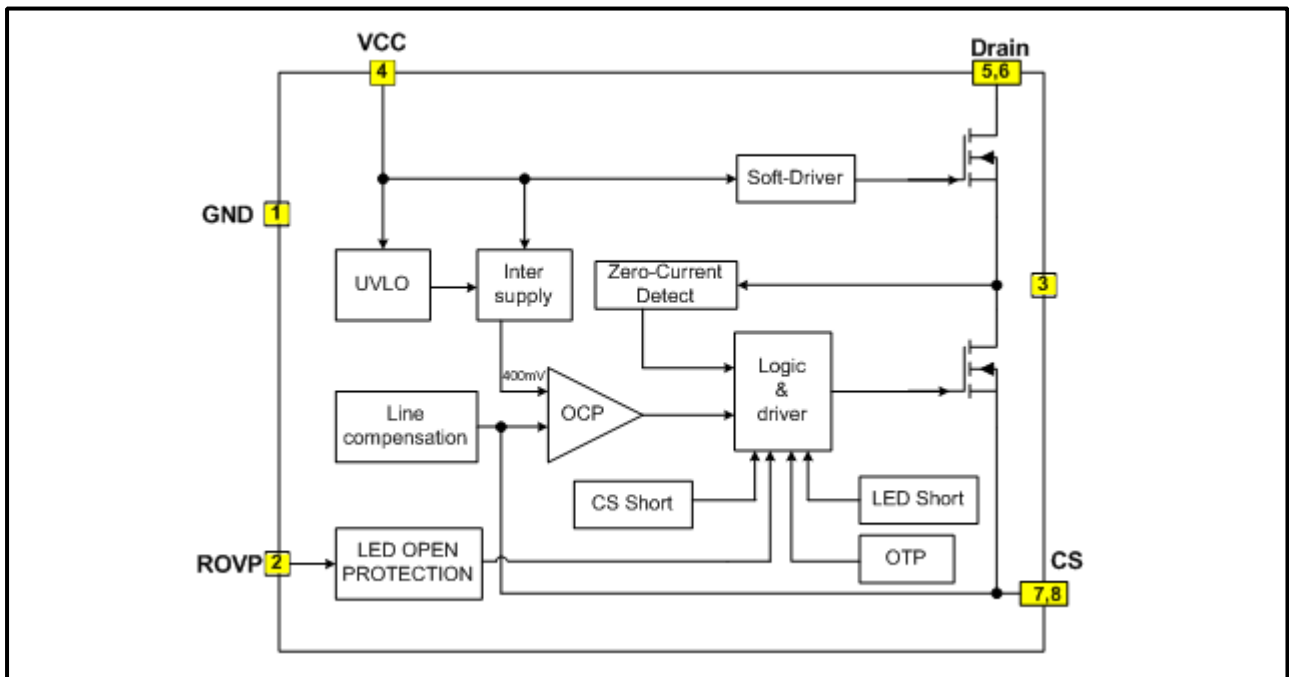 VCC
4
Drain
5,6
Soft-Driver
GND
1
UVLO
Inter
supply
Zero-Current
Detect
3
400mV
Line
compensation
OCP
Logic
&
driver
CS Short
LED Short
ROVP
2
LED OPEN
PROTECTION
OTP
CS
7,8